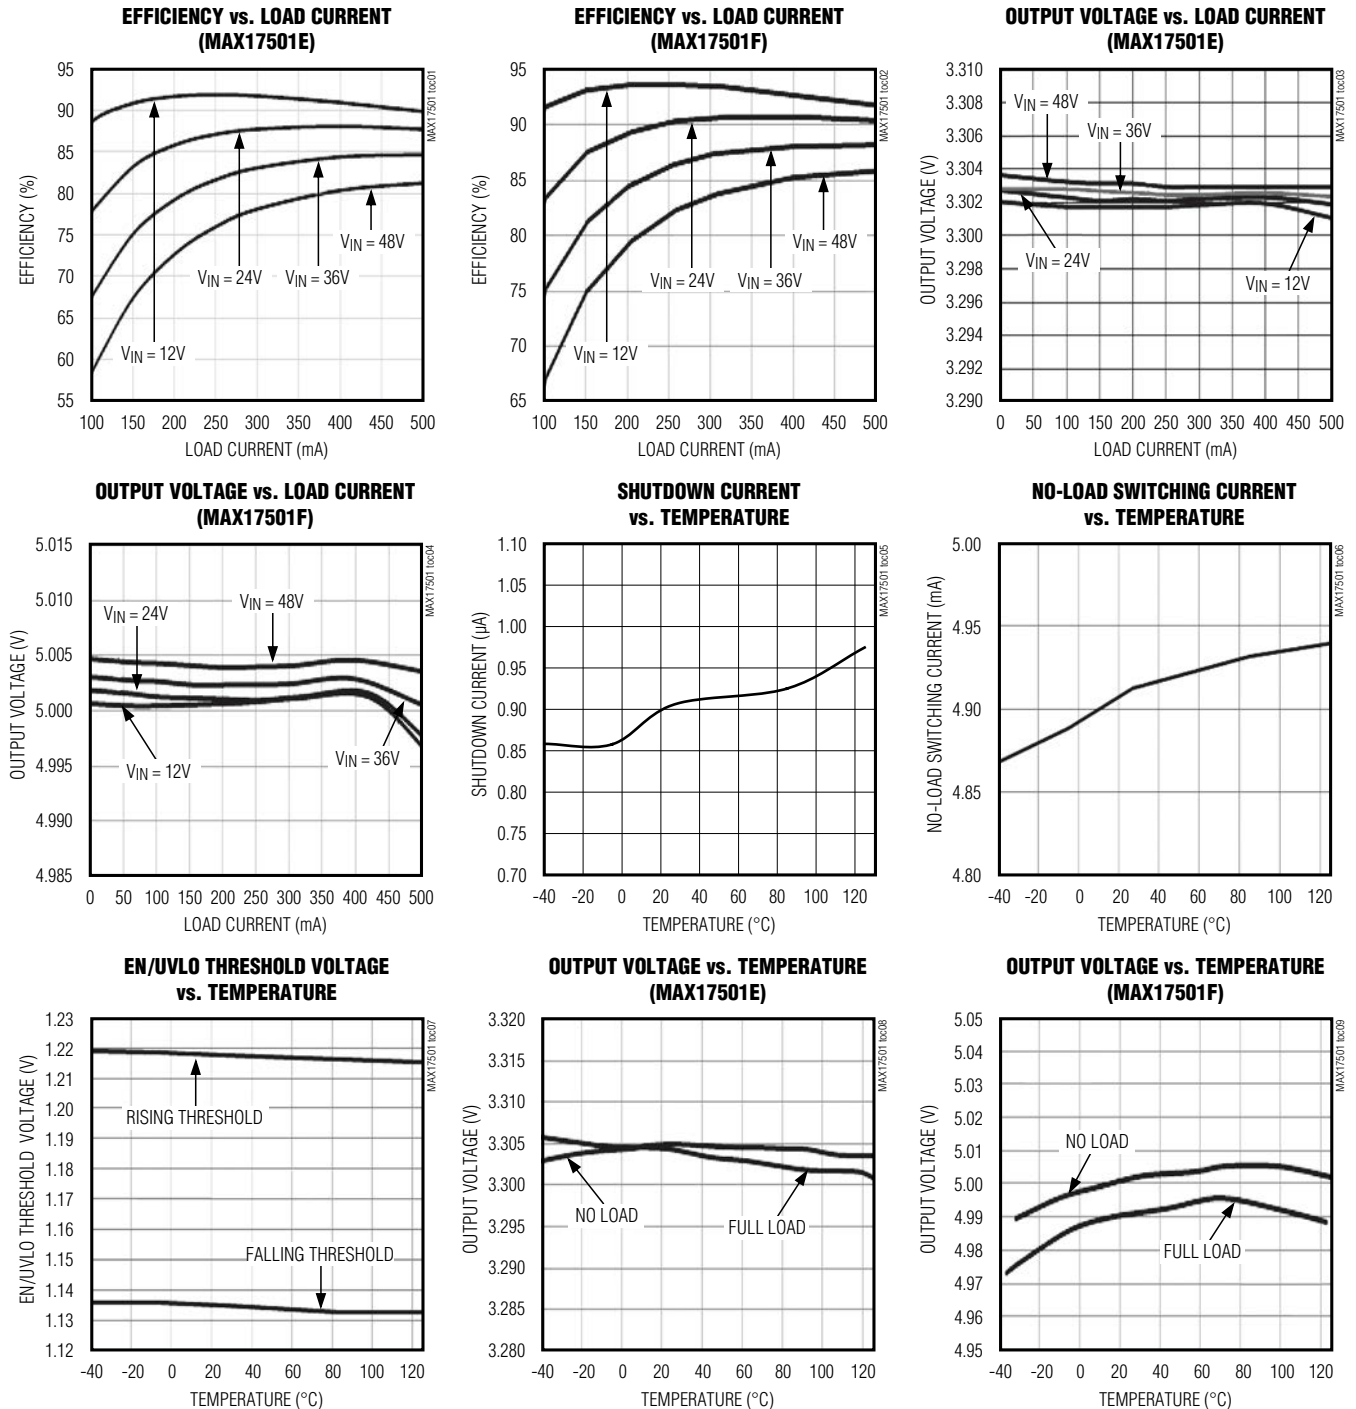 EFFICIENCY vs. LOAD CURRENT
(MAX17501E)
95
90
85
80
75
70
65
60
55
EFFICIENCY (%)
100 150 200 250 300 350 400 450 500
LOAD CURRENT (mA)
VIN = 12V
VIN = 24V
VIN = 36V
VIN = 48V
MAX17501 toc01
EFFICIENCY vs. LOAD CURRENT
(MAX17501F)
95
90
85
80
75
70
65
EFFICIENCY (%)
100 150 200 250 300 350 400 450 500
LOAD CURRENT (mA)
VIN = 12V
VIN = 24V
VIN = 36V
VIN = 48V
MAX17501 toc02
OUTPUT VOLTAGE vs. LOAD CURRENT
(MAX17501E)
3.310
3.308
3.306
3.304
3.302
3.300
3.298
3.296
3.294
3.292
3.290
OUTPUT VOLTAGE (V)
0 50 100 150 200 250 300 350 400 450 500
LOAD CURRENT (mA)
VIN = 48V
VIN = 36V
VIN = 24V
VIN = 12V
MAX17501 toc03
OUTPUT VOLTAGE vs. LOAD CURRENT
(MAX17501F)
5.015
5.010
5.005
5.000
4.995
4.990
4.985
OUTPUT VOLTAGE (V)
0 50 100 150 200 250 300 350 400 450 500
LOAD CURRENT (mA)
VIN = 24V
VIN = 48V
VIN = 12V
VIN = 36V
MAX17501 toc04
SHUTDOWN CURRENT
vs. TEMPERATURE
1.10
1.05
1.00
0.95
0.90
0.85
0.80
0.75
0.70
SHUTDOWN CURRENT (µA)
-40 -20 0 20 40 60 80 100 120
TEMPERATURE (°C)
MAX17501 toc05
NO-LOAD SWITCHING CURRENT
vs. TEMPERATURE
5.00
4.95
4.90
4.85
4.80
NO-LOAD SWITCHING CURRENT (mA)
-40 -20 0 20 40 60 80 100 120
TEMPERATURE (°C)
MAX17501 toc06
EN/UVLO THRESHOLD VOLTAGE
vs. TEMPERATURE
1.23
1.22
1.21
1.20
1.19
1.18
1.17
1.16
1.15
1.14
1.13
1.12
EN/UVLO THRESHOLD VOLTAGE (V)
-40 -20 0 20 40 60 80 100 120
TEMPERATURE (°C)
RISING THRESHOLD
FALLING THRESHOLD
MAX17501 toc07
OUTPUT VOLTAGE vs. TEMPERATURE
(MAX17501E)
3.320
3.315
3.310
3.305
3.300
3.295
3.290
3.285
3.280
OUTPUT VOLTAGE (V)
-40 -20 0 20 40 60 80 100 120
TEMPERATURE (°C)
NO LOAD
FULL LOAD
MAX17501 toc08
OUTPUT VOLTAGE vs. TEMPERATURE
(MAX17501F)
5.05
5.04
5.03
5.02
5.01
5.00
4.99
4.98
4.97
4.96
4.95
OUTPUT VOLTAGE (V)
-40 -20 0 20 40 60 80 100 120
TEMPERATURE (°C)
NO LOAD
FULL LOAD
MAX17501 toc09